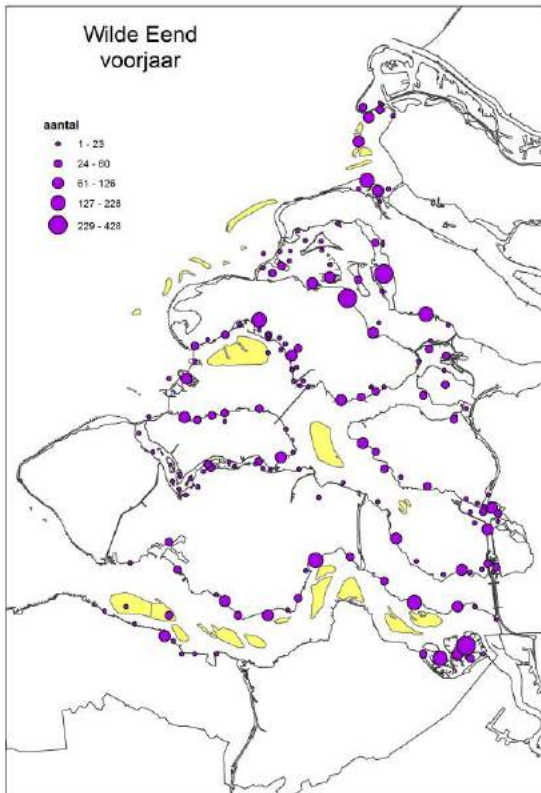 Wilde Eend
voorjaar
aantal
1 - 23
24 - 60
61 - 126
127 - 228
229 - 428